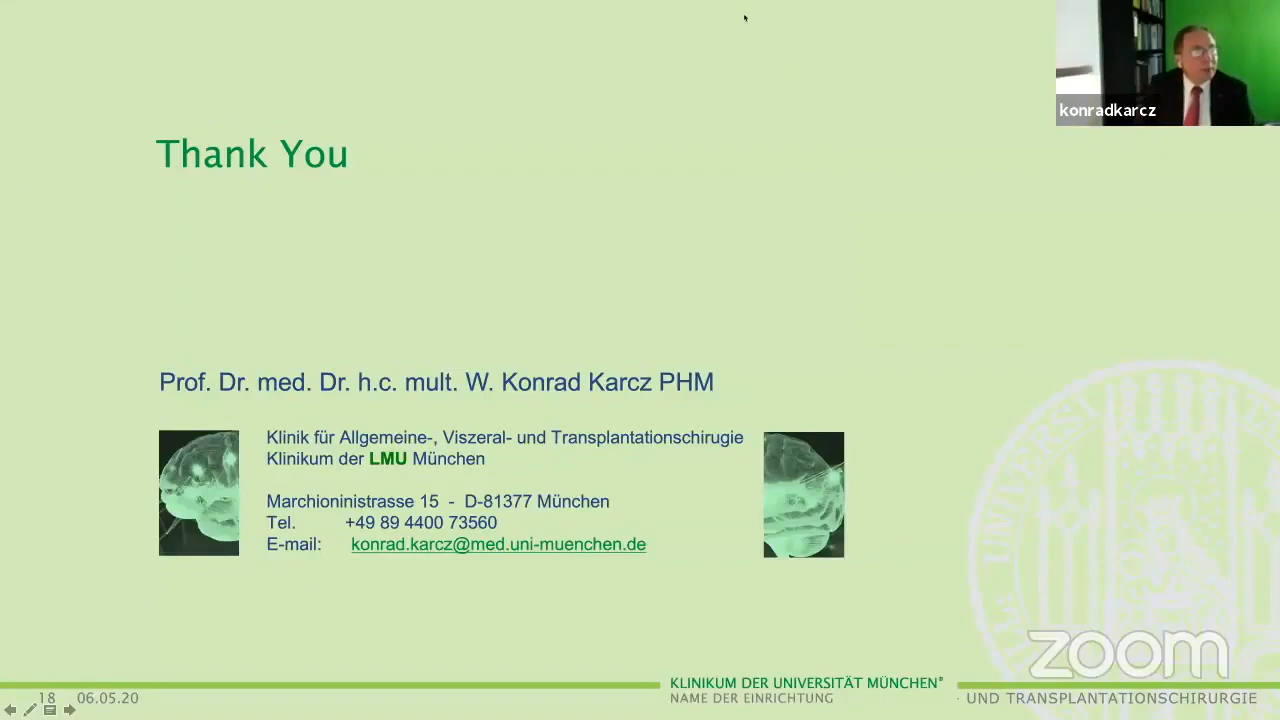 konradkarcz
Thank You
Prof. Dr. med. Dr. h.c. mult. W. Konrad Karcz PHM
Klinik für Allgemeine-, Viszeral- und Transplantationschirugie
Klinikum der LMU München
Marchioninistrasse 15 - D-81377 München
Tel. +49 89 4400 73560
E-mail: konrad.karcz@med.uni-muenchen.de
zoom
18 06.05.20
KLINIKUM DER UNIVERSITÄT MÜNCHEN®
NAME DER EINRICHTUNG
· UND TRANSPLANTATIONSCHIRURGIE